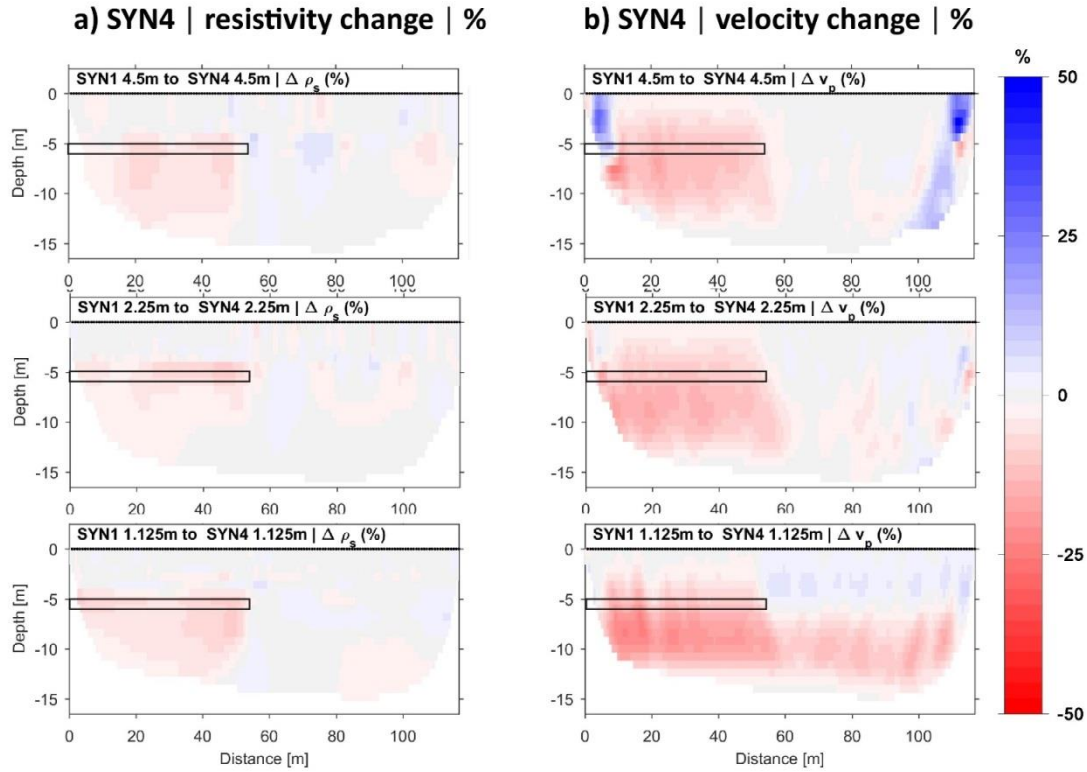 a) SYN4 | resistivity change | %
b) SYN4 | velocity change | %
SYN1 4.5m to SYN4 4.5m | Δ ρs (%)
0
-5
-10
-15
Depth [m]
0 20 40 60 80 100
SYN1 4.5m to SYN4 4.5m | Δ vp (%)
0
-5
-10
-15
0 20 40 60 80 100
SYN1 2.25m to SYN4 2.25m | Δ ρs (%)
0
-5
-10
-15
Depth [m]
0 20 40 60 80 100
SYN1 2.25m to SYN4 2.25m | Δ vp (%)
0
-5
-10
-15
0 20 40 60 80 100
SYN1 1.125m to SYN4 1.125m | Δ ρs (%)
0
-5
-10
-15
Depth [m]
0 20 40 60 80 100
Distance [m]
SYN1 1.125m to SYN4 1.125m | Δ vp (%)
0
-5
-10
-15
0 20 40 60 80 100
Distance [m]
%
50
25
0
-25
-50